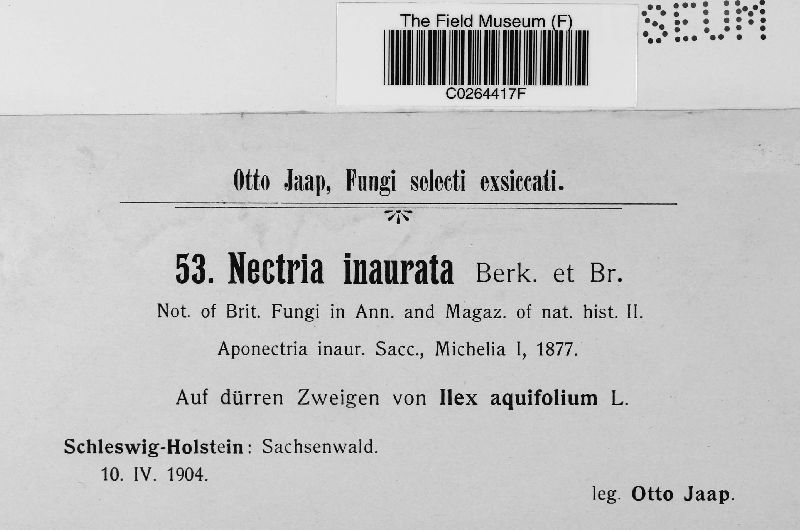 The Field Museum (F)
SEUM
C0264417F
Otto Jaap, Fungi selecti exsiccati.
53. Nectria inaurata Berk. et Br.
Not. of Brit. Fungi in Ann. and Magaz. of nat. hist. II.
Aponectria inaur. Sacc., Michelia I, 1877.
Auf dürren Zweigen von Ilex aquifolium L.
Schleswig-Holstein: Sachsenwald.
10. IV. 1904.
leg. Otto Jaap.